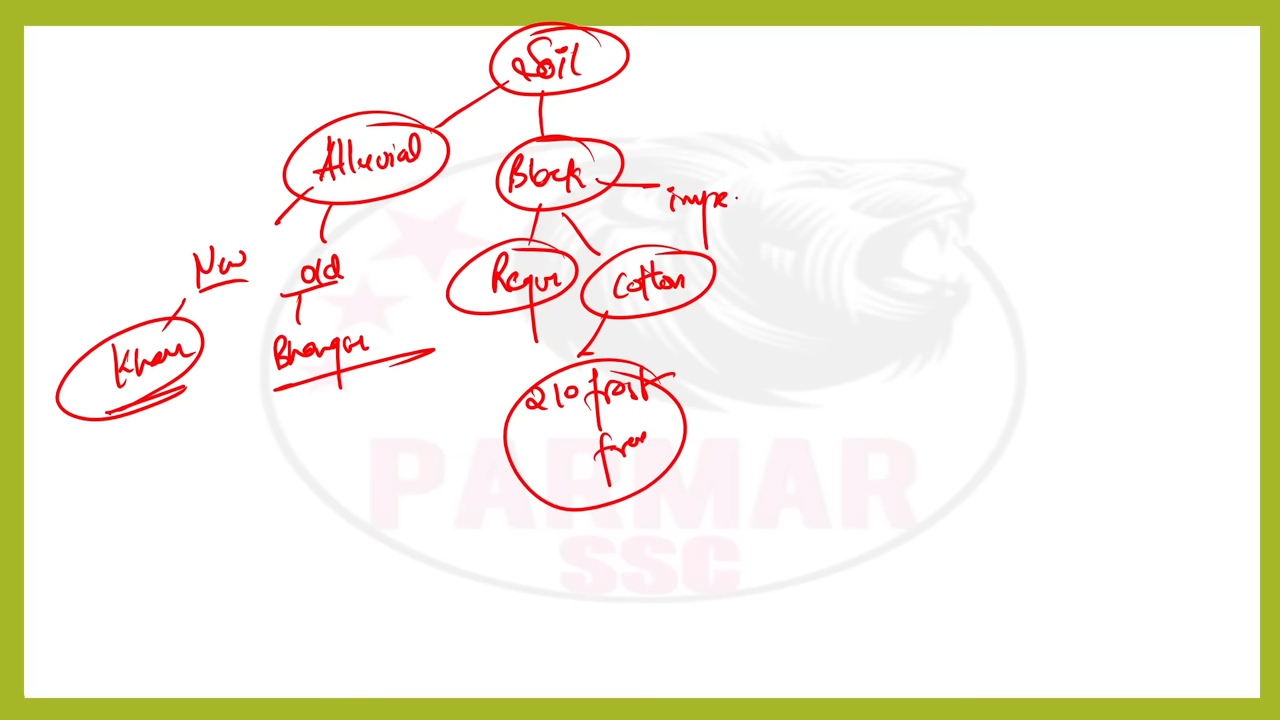 Soil
Alluvial
Black
impe.
New
old
Regur
Cotton
Khadar
Bhangar
210 frost
free
PARMAR
SSC